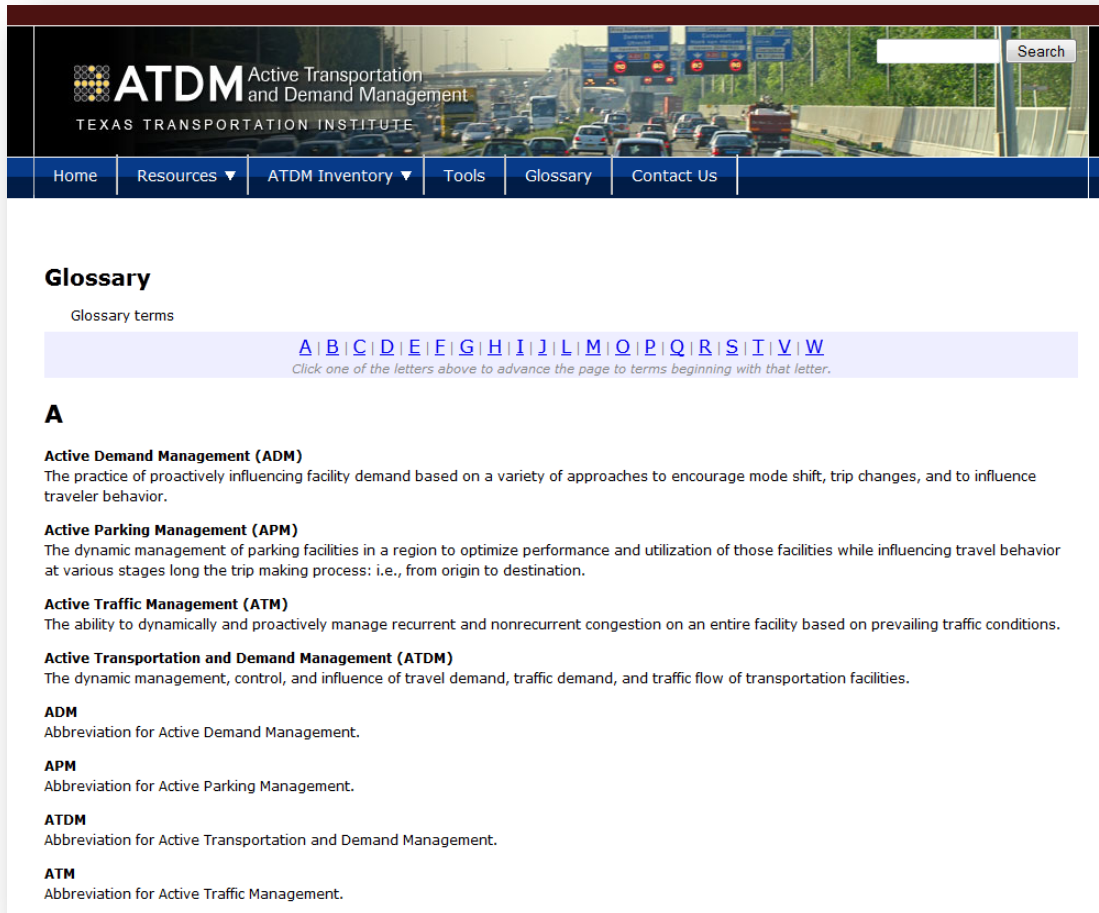 ATDM Active Transportation
and Demand Management
TEXAS TRANSPORTATION INSTITUTE
Search
Home Resources ▼ ATDM Inventory ▼ Tools Glossary Contact Us
Glossary
Glossary terms
A | B | C | D | E | F | G | H | I | J | L | M | O | P | Q | R | S | T | V | W
Click one of the letters above to advance the page to terms beginning with that letter.
A
Active Demand Management (ADM)
The practice of proactively influencing facility demand based on a variety of approaches to encourage mode shift, trip changes, and to influence
traveler behavior.
Active Parking Management (APM)
The dynamic management of parking facilities in a region to optimize performance and utilization of those facilities while influencing travel behavior
at various stages long the trip making process: i.e., from origin to destination.
Active Traffic Management (ATM)
The ability to dynamically and proactively manage recurrent and nonrecurrent congestion on an entire facility based on prevailing traffic conditions.
Active Transportation and Demand Management (ATDM)
The dynamic management, control, and influence of travel demand, traffic demand, and traffic flow of transportation facilities.
ADM
Abbreviation for Active Demand Management.
APM
Abbreviation for Active Parking Management.
ATDM
Abbreviation for Active Transportation and Demand Management.
ATM
Abbreviation for Active Traffic Management.